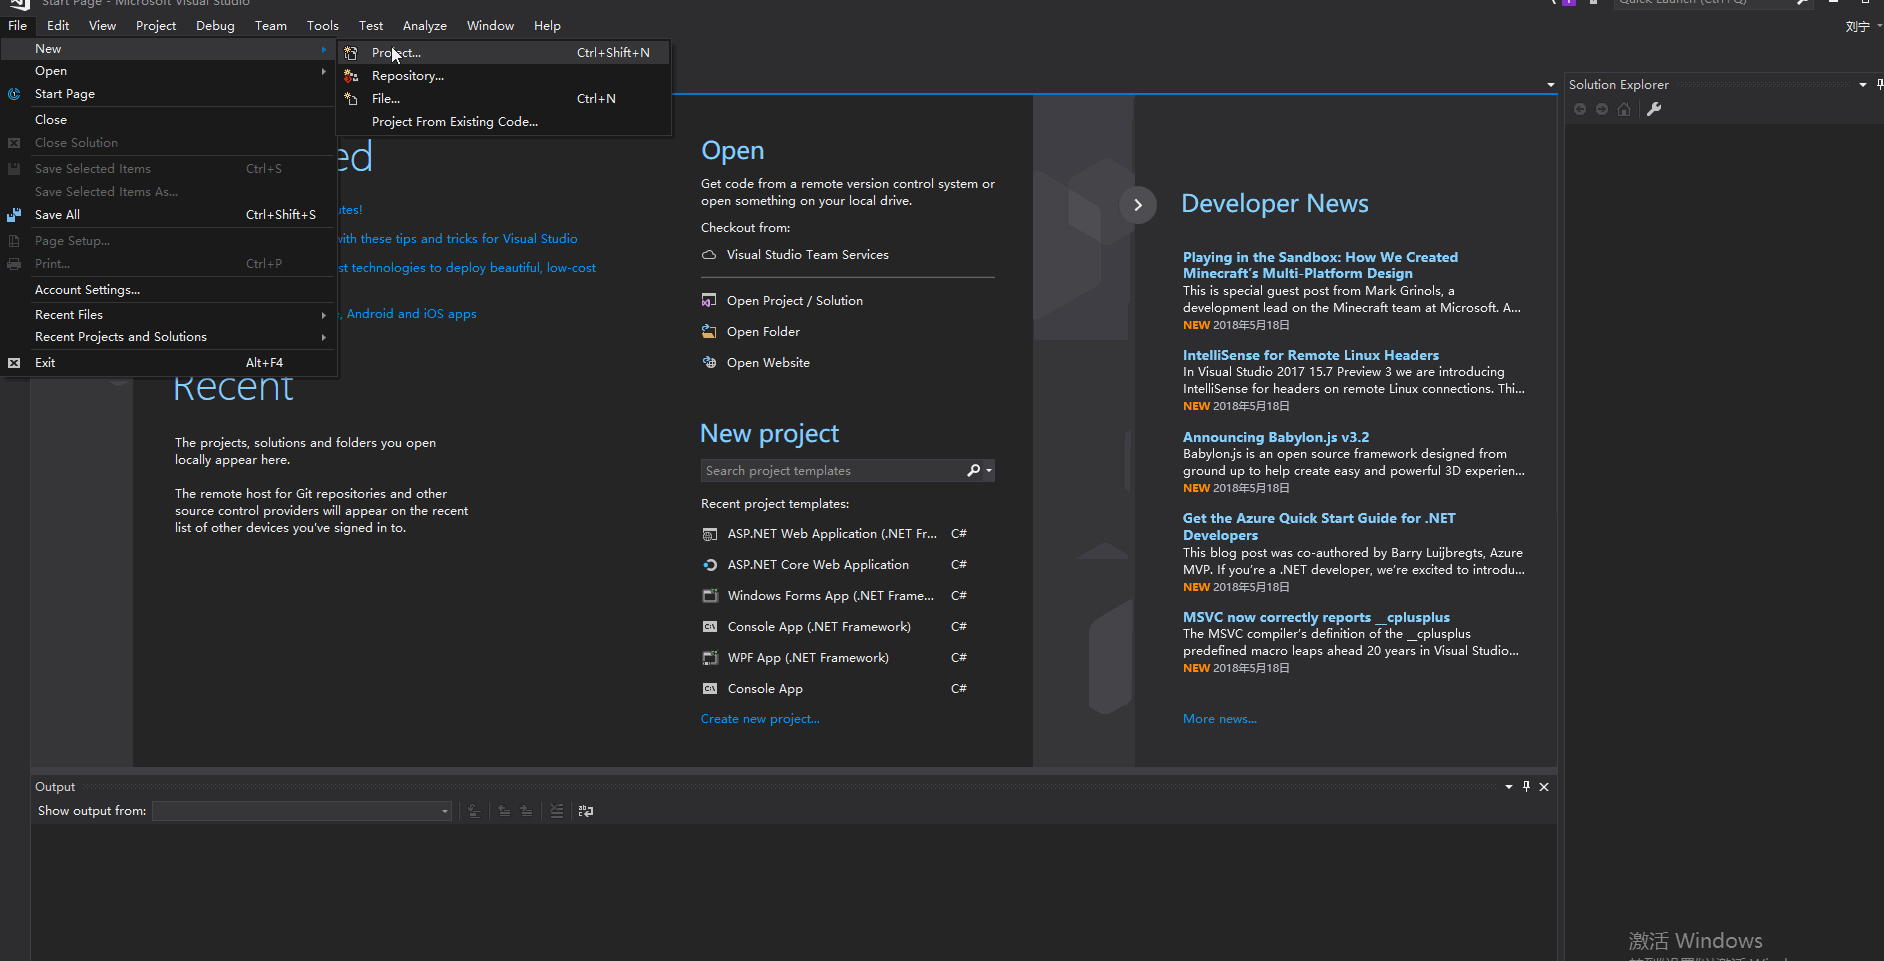 Start Page - Microsoft Visual Studio
Quick Launch (Ctrl+Q)
File Edit View Project Debug Team Tools Test Analyze Window Help
刘宁
New
Open
Start Page
Close
Close Solution
Save Selected Items Ctrl+S
Save Selected Items As...
Save All Ctrl+Shift+S
Page Setup...
Print... Ctrl+P
Account Settings...
Recent Files
Recent Projects and Solutions
Exit Alt+F4
Project... Ctrl+Shift+N
Repository...
File... Ctrl+N
Project From Existing Code...
ed
utes!
with these tips and tricks for Visual Studio
st technologies to deploy beautiful, low-cost
, Android and iOS apps
Recent
The projects, solutions and folders you open
locally appear here.
The remote host for Git repositories and other
source control providers will appear on the recent
list of other devices you've signed in to.
Open
Get code from a remote version control system or
open something on your local drive.
Checkout from:
Visual Studio Team Services
Open Project / Solution
Open Folder
Open Website
New project
Search project templates
Recent project templates:
ASP.NET Web Application (.NET Fr... C#
ASP.NET Core Web Application C#
Windows Forms App (.NET Frame... C#
Console App (.NET Framework) C#
WPF App (.NET Framework) C#
Console App C#
Create new project...
Developer News
Playing in the Sandbox: How We Created
Minecraft's Multi-Platform Design
This is special guest post from Mark Grinols, a
development lead on the Minecraft team at Microsoft. A...
NEW 2018年5月18日
IntelliSense for Remote Linux Headers
In Visual Studio 2017 15.7 Preview 3 we are introducing
IntelliSense for headers on remote Linux connections. Thi...
NEW 2018年5月18日
Announcing Babylon.js v3.2
Babylon.js is an open source framework designed from
ground up to help create easy and powerful 3D experien...
NEW 2018年5月18日
Get the Azure Quick Start Guide for .NET
Developers
This blog post was co-authored by Barry Luijbregts, Azure
MVP. If you're a .NET developer, we're excited to introdu...
NEW 2018年5月18日
MSVC now correctly reports __cplusplus
The MSVC compiler's definition of the __cplusplus
predefined macro leaps ahead 20 years in Visual Studio...
NEW 2018年5月18日
More news...
Solution Explorer
Output
Show output from:
激活 Windows